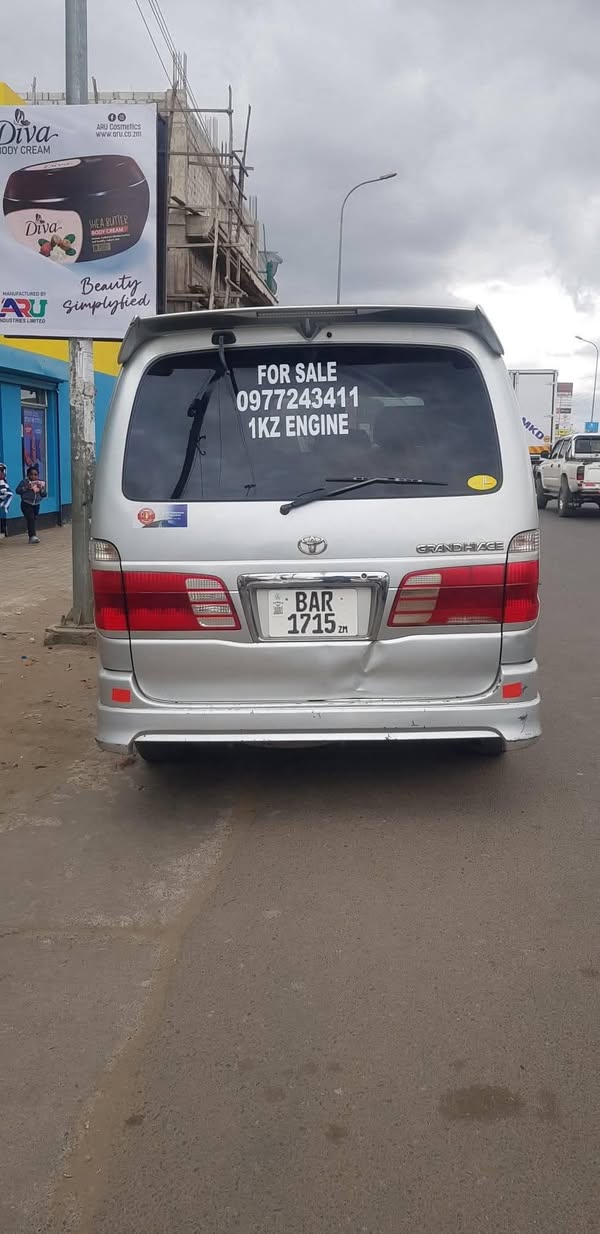 Diva
BODY CREAM
ARU Cosmetics
www.aru.co.zm
Diva
SHEA BUTTER
BODY CREAM
Beauty
Simplyfied
MANUFACTURED BY
ARU
INDUSTRIES LIMITED
FOR SALE
0977243411
1KZ ENGINE
L
GRANDHIACE
BAR
1715 ZM